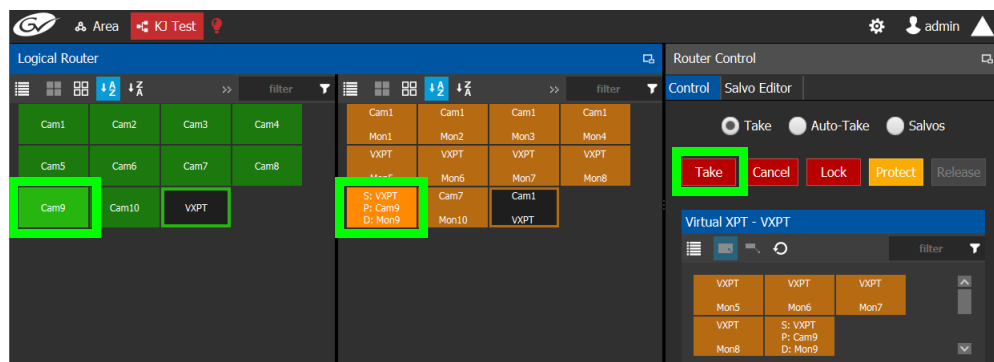 GV Area KJ Test admin
Logical Router
Router Control
Control Salvo Editor
A Z Z A >> filter
A Z Z A >> filter
Take Auto-Take Salvos
Take Cancel Lock Protect Release
Cam1 Cam2 Cam3 Cam4
Cam5 Cam6 Cam7 Cam8
Cam9 Cam10 VXPT
Cam1 Cam1 Cam1 Cam1
Mon1 Mon2 Mon3 Mon4
VXPT VXPT VXPT VXPT
Mon5 Mon6 Mon7 Mon8
S: VXPT Cam7 Cam1
P: Cam9
D: Mon9 Mon10 VXPT
Virtual XPT - VXPT
filter
VXPT VXPT VXPT
Mon5 Mon6 Mon7
VXPT S: VXPT
P: Cam9
Mon8 D: Mon9